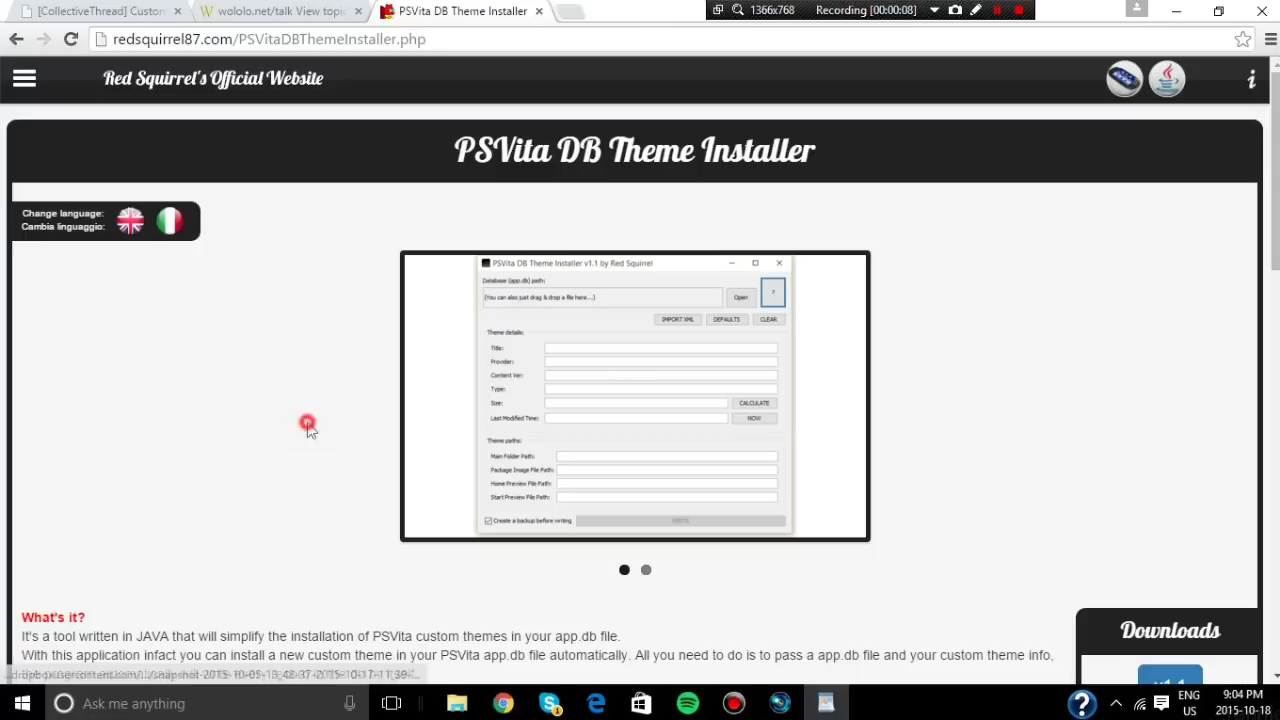 [CollectiveThread] Custom
wololo.net/talk View topic
PSVita DB Theme Installer
1366x768
Recording [00:00:08]
redsquirrel87.com/PSVitaDBThemeInstaller.php
Red Squirrel's Official Website
i
PSVita DB Theme Installer
Change language:
Cambia linguaggio:
PSVita DB Theme Installer v1.1 by Red Squirrel
Database (app.db) path:
(You can also just drag & drop a file here...)
Open
?
IMPORT XML
DEFAULTS
CLEAR
Theme details:
Title:
Provider:
Content Ver:
Type:
Size:
CALCULATE
Last Modified Time:
NOW
Theme paths:
Main Folder Path:
Package Image File Path:
Home Preview File Path:
Start Preview File Path:
Create a backup before writing
WRITE
What's it?
It's a tool written in JAVA that will simplify the installation of PSVita custom themes in your app.db file.
With this application infact you can install a new custom theme in your PSVita app.db file automatically. All you need to do is to pass a app.db file and your custom theme info,
Downloads
v1.1
Ask me anything
ENG
US
9:04 PM
2015-10-18